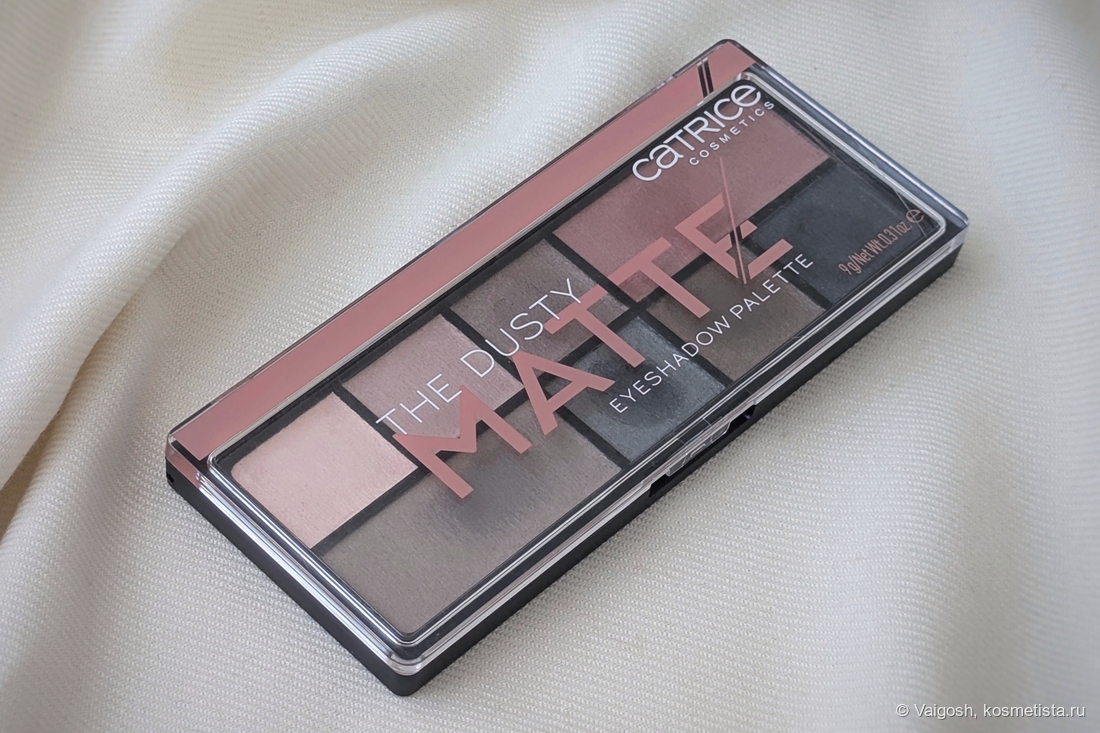 CATRICE
COSMETICS
THE DUSTY
MATTE
EYESHADOW PALETTE
9 g/Net Wt. 0.31 oz e
© Vaigosh, kosmetista.ru